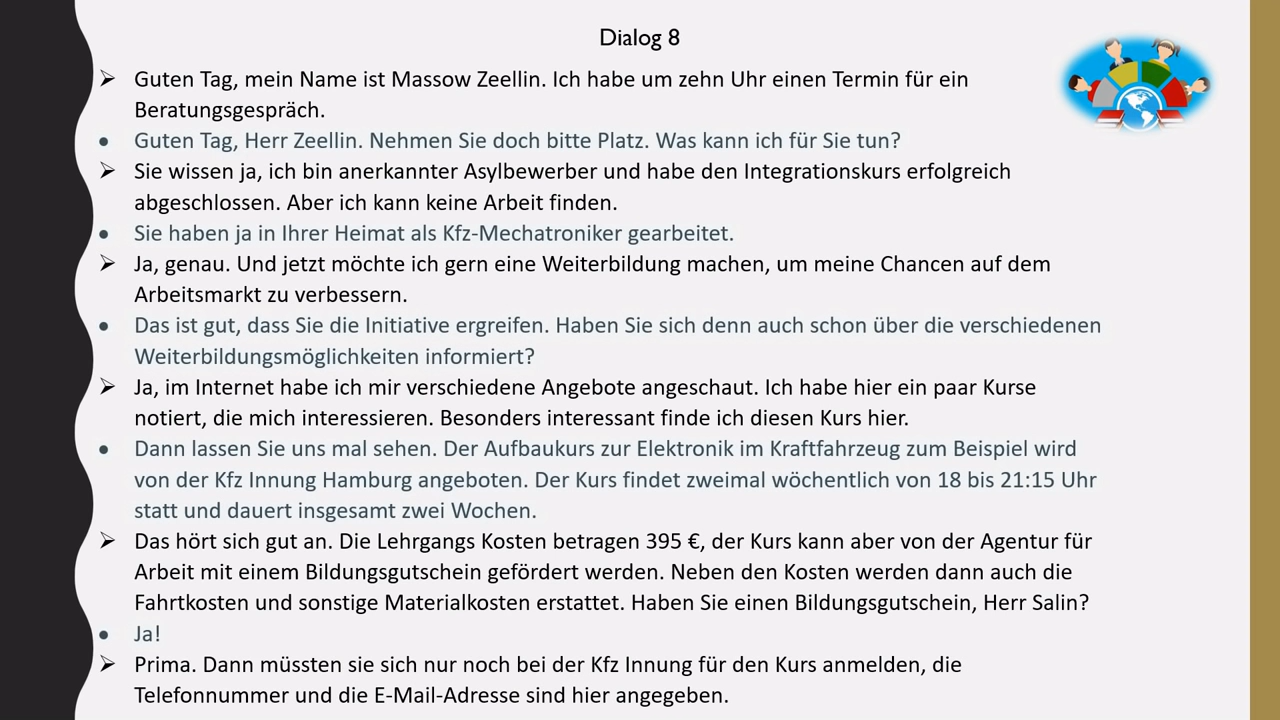 Dialog 8
➢ Guten Tag, mein Name ist Massow Zeellin. Ich habe um zehn Uhr einen Termin für ein
Beratungsgespräch.
• Guten Tag, Herr Zeellin. Nehmen Sie doch bitte Platz. Was kann ich für Sie tun?
➢ Sie wissen ja, ich bin anerkannter Asylbewerber und habe den Integrationskurs erfolgreich
abgeschlossen. Aber ich kann keine Arbeit finden.
• Sie haben ja in Ihrer Heimat als Kfz-Mechatroniker gearbeitet.
➢ Ja, genau. Und jetzt möchte ich gern eine Weiterbildung machen, um meine Chancen auf dem
Arbeitsmarkt zu verbessern.
• Das ist gut, dass Sie die Initiative ergreifen. Haben Sie sich denn auch schon über die verschiedenen
Weiterbildungsmöglichkeiten informiert?
➢ Ja, im Internet habe ich mir verschiedene Angebote angeschaut. Ich habe hier ein paar Kurse
notiert, die mich interessieren. Besonders interessant finde ich diesen Kurs hier.
• Dann lassen Sie uns mal sehen. Der Aufbaukurs zur Elektronik im Kraftfahrzeug zum Beispiel wird
von der Kfz Innung Hamburg angeboten. Der Kurs findet zweimal wöchentlich von 18 bis 21:15 Uhr
statt und dauert insgesamt zwei Wochen.
➢ Das hört sich gut an. Die Lehrgangs Kosten betragen 395 €, der Kurs kann aber von der Agentur für
Arbeit mit einem Bildungsgutschein gefördert werden. Neben den Kosten werden dann auch die
Fahrtkosten und sonstige Materialkosten erstattet. Haben Sie einen Bildungsgutschein, Herr Salin?
• Ja!
➢ Prima. Dann müssten sie sich nur noch bei der Kfz Innung für den Kurs anmelden, die
Telefonnummer und die E-Mail-Adresse sind hier angegeben.